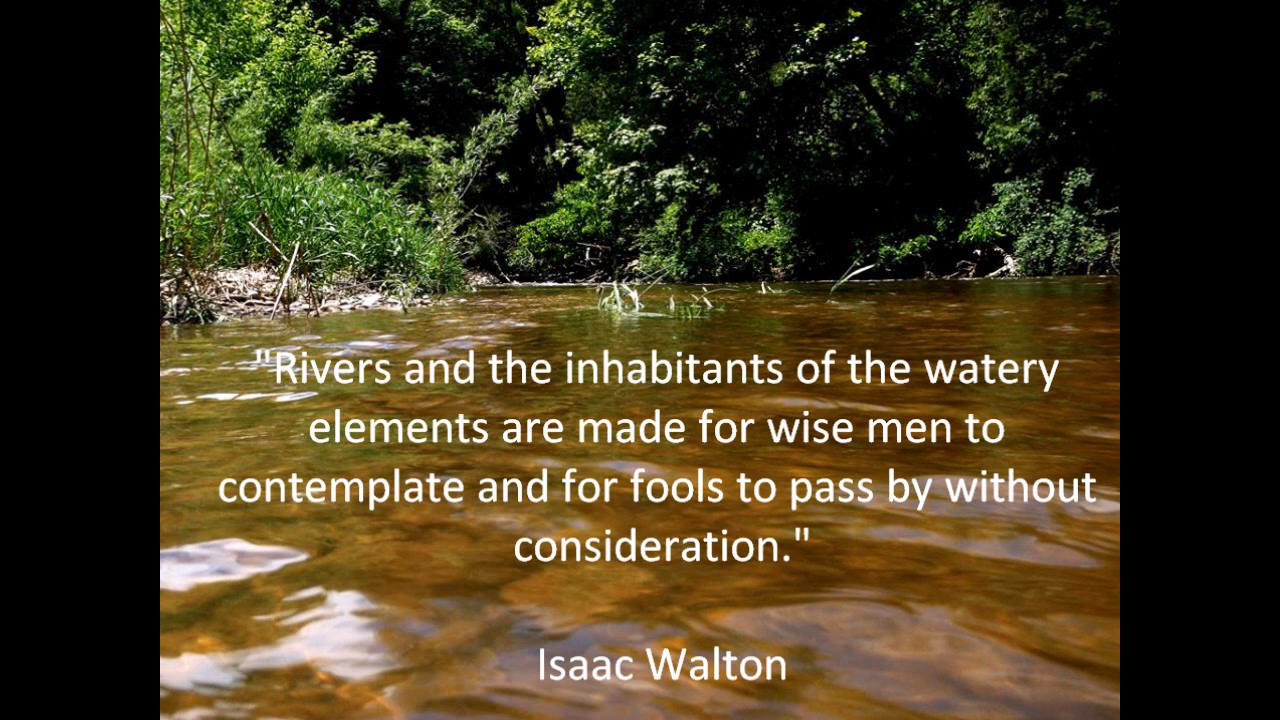 "Rivers and the inhabitants of the watery
elements are made for wise men to
contemplate and for fools to pass by without
consideration."
Isaac Walton